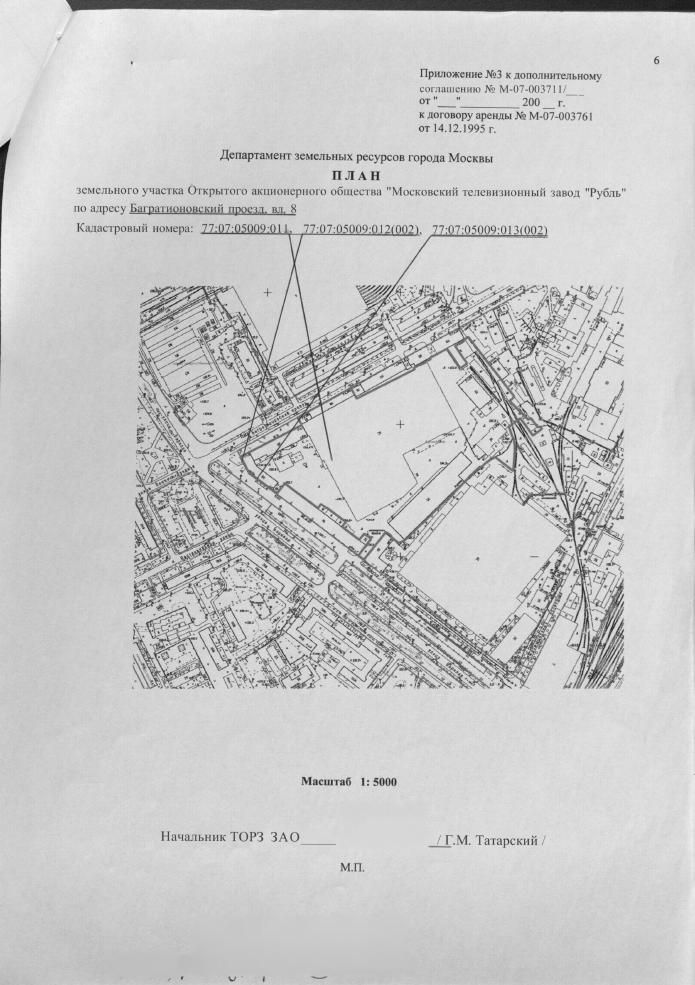 6
Приложение №3 к дополнительному
соглашению № М-07-003711/___
от "___"__________ 200 __ г.
к договору аренды № М-07-003761
от 14.12.1995 г.
Департамент земельных ресурсов города Москвы
П Л А Н
земельного участка Открытого акционерного общества "Московский телевизионный завод "Рубль"
по адресу Багратионовский проезд, вл. 8
Кадастровый номера: 77:07:05009:011, 77:07:05009:012(002), 77:07:05009:013(002)
Масштаб 1: 5000
Начальник ТОРЗ ЗАО_____ / Г.М. Татарский /
М.П.